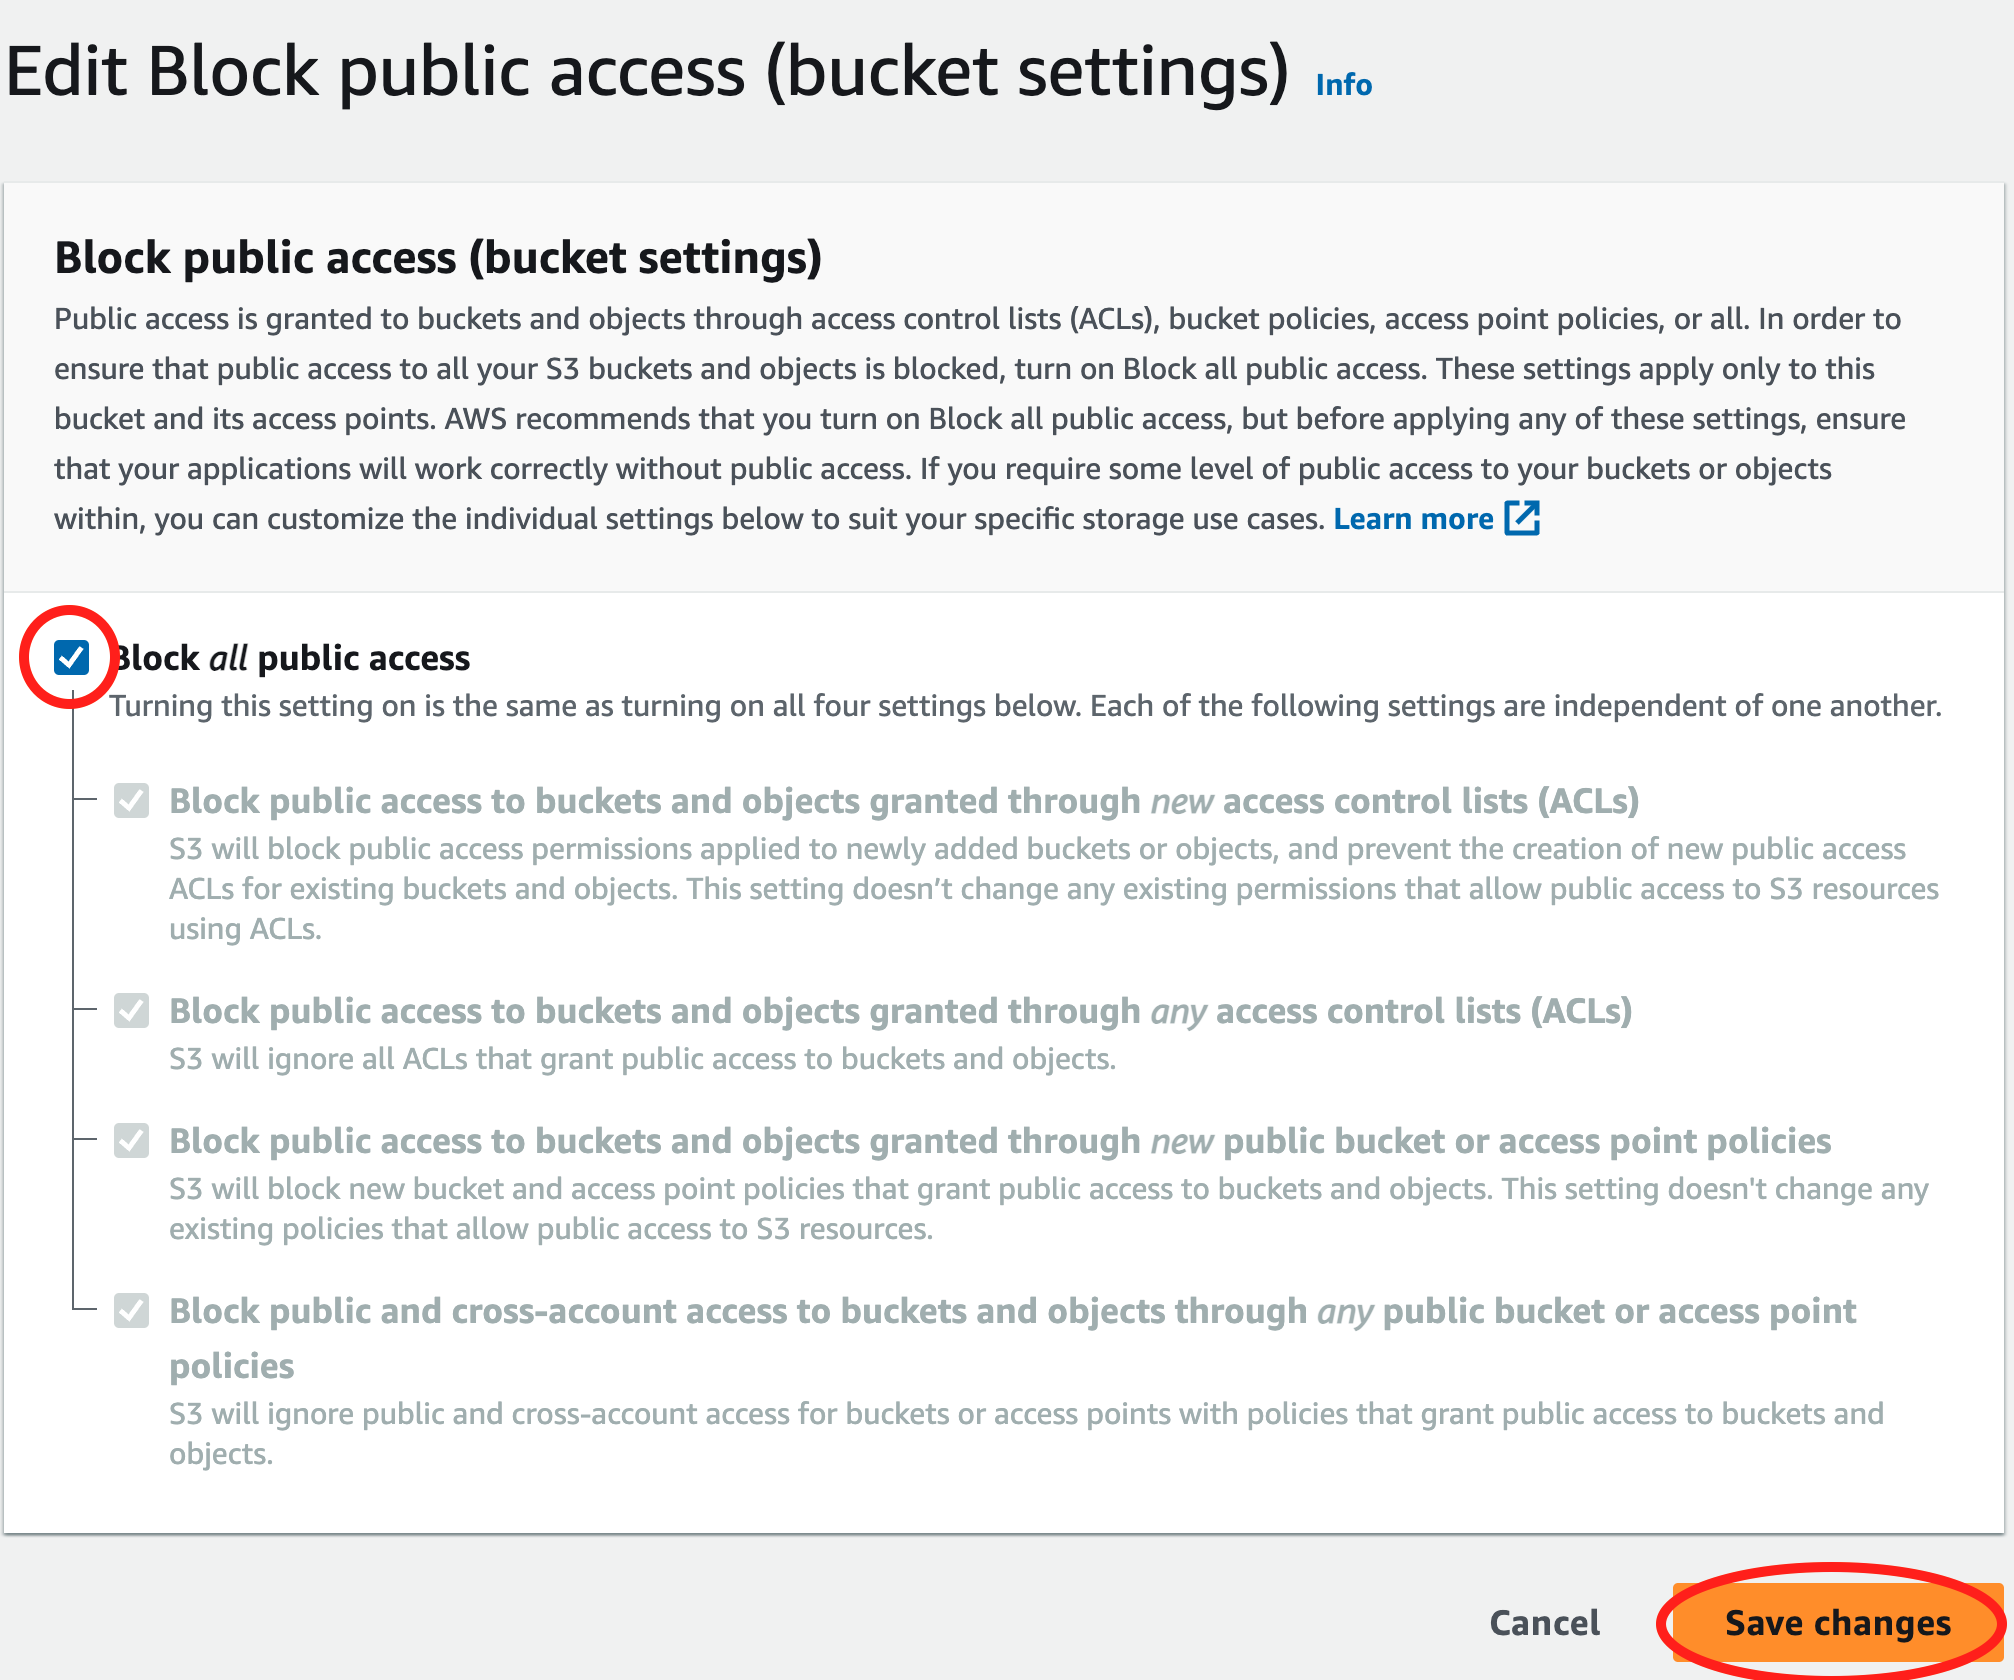 Edit Block public access (bucket settings) Info
Block public access (bucket settings)
Public access is granted to buckets and objects through access control lists (ACLs), bucket policies, access point policies, or all. In order to
ensure that public access to all your S3 buckets and objects is blocked, turn on Block all public access. These settings apply only to this
bucket and its access points. AWS recommends that you turn on Block all public access, but before applying any of these settings, ensure
that your applications will work correctly without public access. If you require some level of public access to your buckets or objects
within, you can customize the individual settings below to suit your specific storage use cases. Learn more
Block all public access
Turning this setting on is the same as turning on all four settings below. Each of the following settings are independent of one another.
Block public access to buckets and objects granted through new access control lists (ACLs)
S3 will block public access permissions applied to newly added buckets or objects, and prevent the creation of new public access
ACLs for existing buckets and objects. This setting doesn’t change any existing permissions that allow public access to S3 resources
using ACLs.
Block public access to buckets and objects granted through any access control lists (ACLs)
S3 will ignore all ACLs that grant public access to buckets and objects.
Block public access to buckets and objects granted through new public bucket or access point policies
S3 will block new bucket and access point policies that grant public access to buckets and objects. This setting doesn't change any
existing policies that allow public access to S3 resources.
Block public and cross-account access to buckets and objects through any public bucket or access point
policies
S3 will ignore public and cross-account access for buckets or access points with policies that grant public access to buckets and
objects.
Cancel Save changes